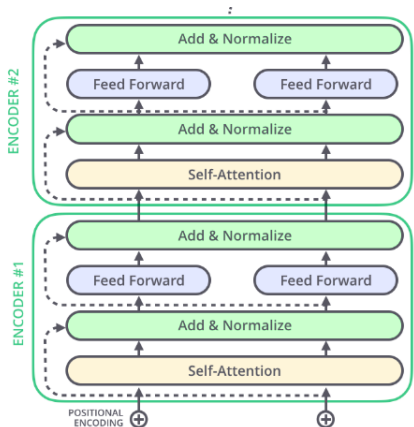 :
ENCODER #2
Add & Normalize
Feed Forward Feed Forward
Add & Normalize
Self-Attention
ENCODER #1
Add & Normalize
Feed Forward Feed Forward
Add & Normalize
Self-Attention
POSITIONAL
ENCODING